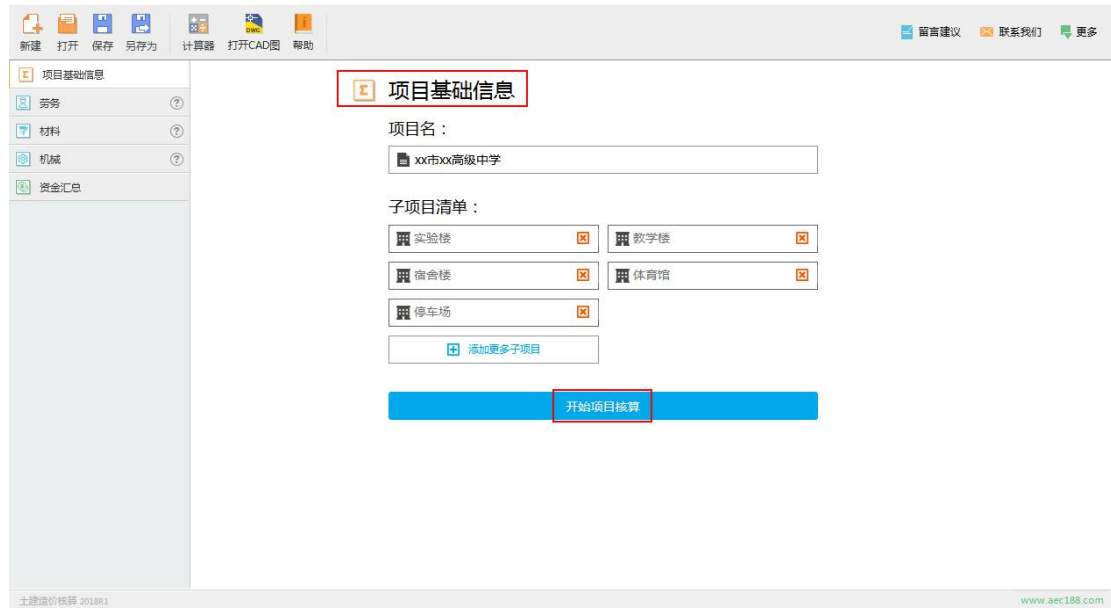 新建 打开 保存 另存为 计算器 打开CAD图 帮助 留言建议 联系我们 更多
DWG
项目基础信息
劳务
材料
机械
资金汇总
项目基础信息
项目名：
xx市xx高级中学
子项目清单：
实验楼 教学楼
宿舍楼 体育馆
停车场
添加更多子项目
开始项目核算
土建造价核算 2018R1 www.aec188.com